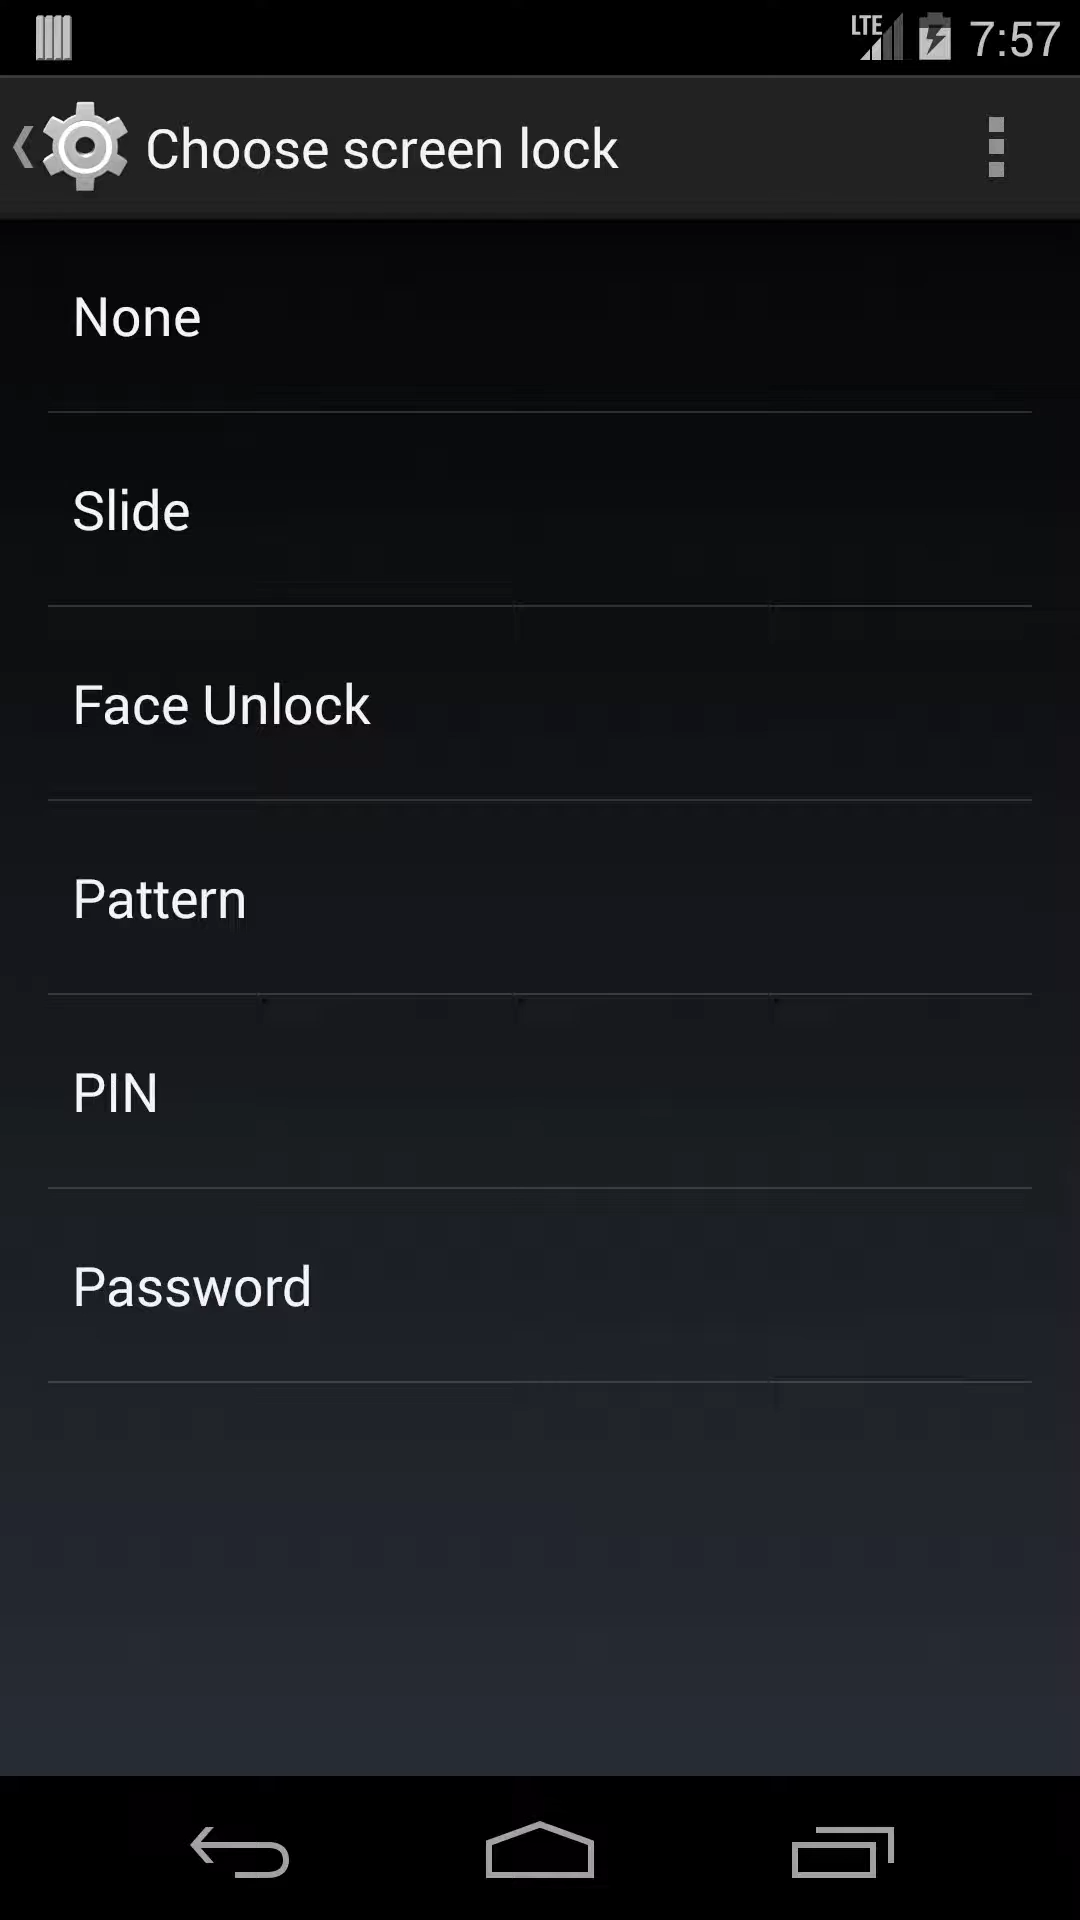 LTE 7:57
Choose screen lock
None
Slide
Face Unlock
Pattern
PIN
Password